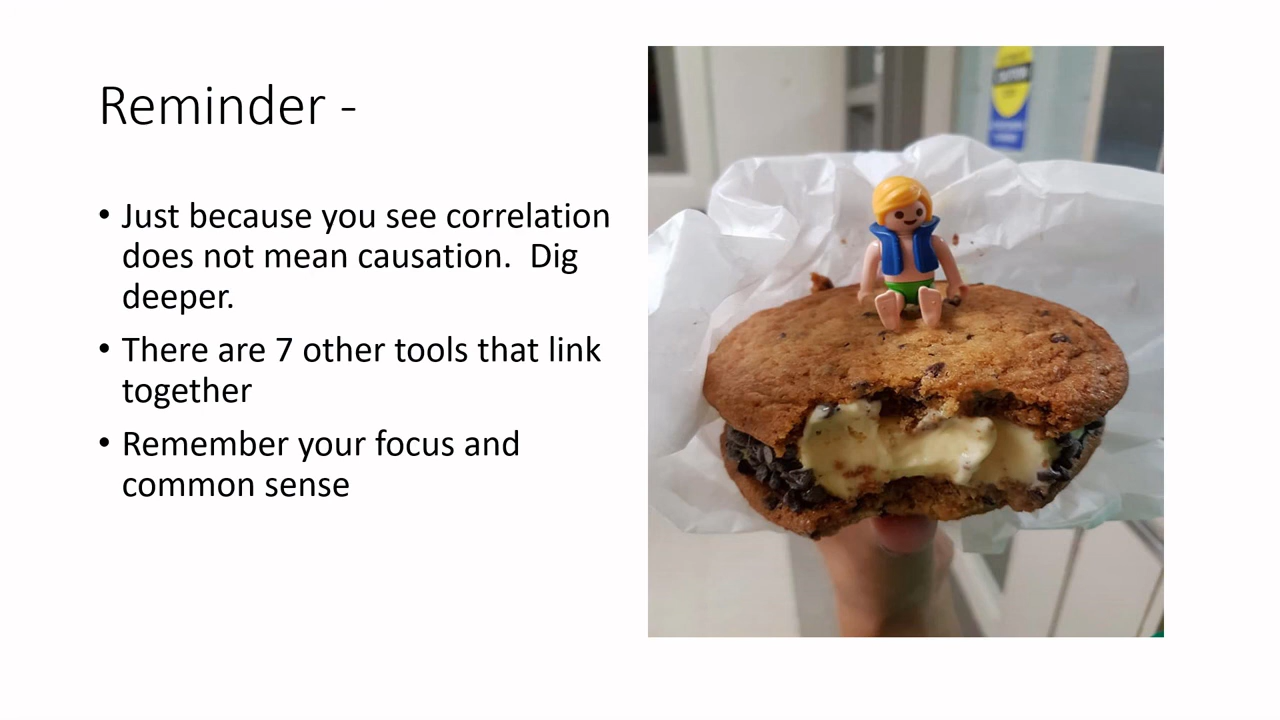 Reminder -
• Just because you see correlation
does not mean causation.  Dig
deeper.
• There are 7 other tools that link
together
• Remember your focus and
common sense